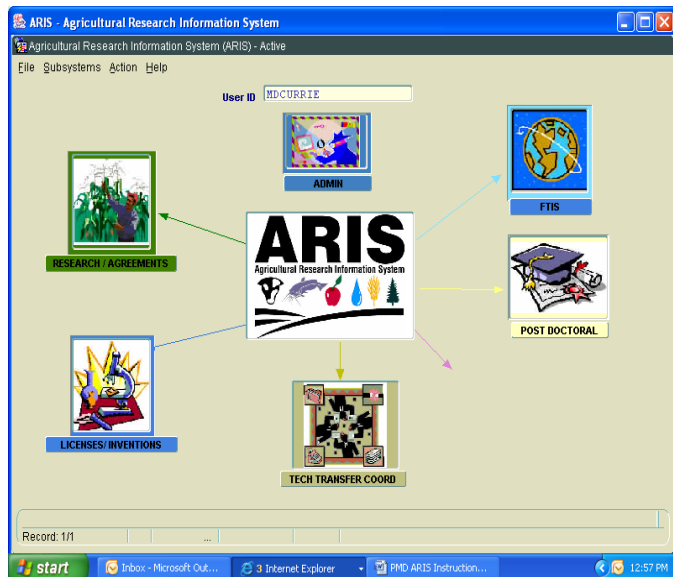 ARIS - Agricultural Research Information System
Agricultural Research Information System (ARIS) - Active
File Subsystems Action Help
User ID MDCURRIE
ADMIN
FTIS
RESEARCH / AGREEMENTS
ARIS
Agricultural Research Information System
POST DOCTORAL
LICENSES/ INVENTIONS
TECH TRANSFER COORD
Record: 1/1 ...
start Inbox - Microsoft Out... 3 Internet Explorer PMD ARIS Instruction... 12:57 PM